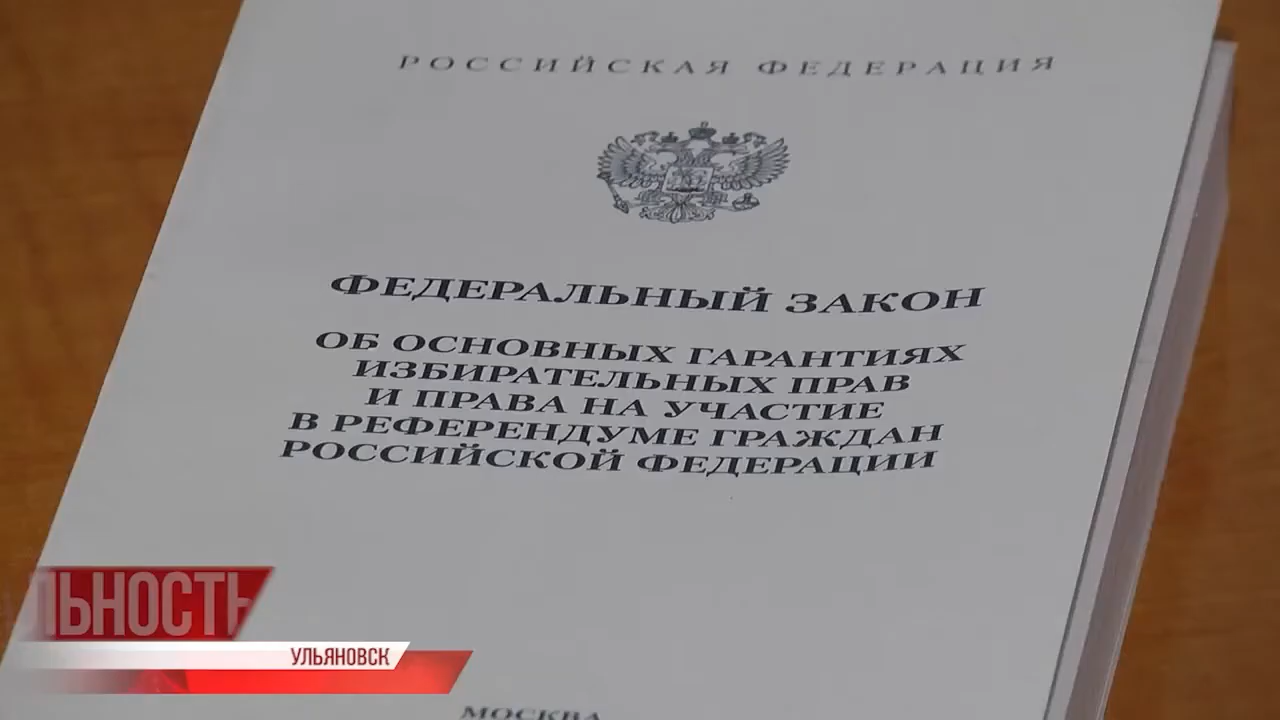 РОССИЙСКАЯ ФЕДЕРАЦИЯ
ФЕДЕРАЛЬНЫЙ ЗАКОН
ОБ ОСНОВНЫХ ГАРАНТИЯХ
ИЗБИРАТЕЛЬНЫХ ПРАВ
И ПРАВА НА УЧАСТИЕ
В РЕФЕРЕНДУМЕ ГРАЖДАН
РОССИЙСКОЙ ФЕДЕРАЦИИ
ЛЬНОСТЬ
УЛЬЯНОВСК
МОСКВА